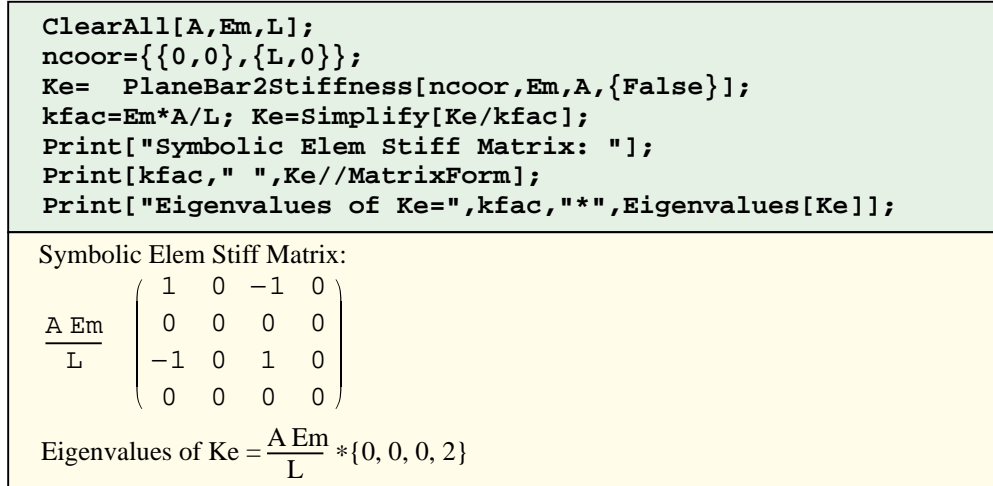 ClearAll[A,Em,L];
ncoor={{0,0},{L,0}};
Ke=  PlaneBar2Stiffness[ncoor,Em,A,{False}];
kfac=Em*A/L; Ke=Simplify[Ke/kfac];
Print["Symbolic Elem Stiff Matrix: "];
Print[kfac," ",Ke//MatrixForm];
Print["Eigenvalues of Ke=",kfac,"*",Eigenvalues[Ke]];
Symbolic Elem Stiff Matrix:
1 0 −1 0
A Em
0 0 0 0
L
−1 0 1 0
0 0 0 0
A Em
Eigenvalues of Ke = *{0, 0, 0, 2}
L